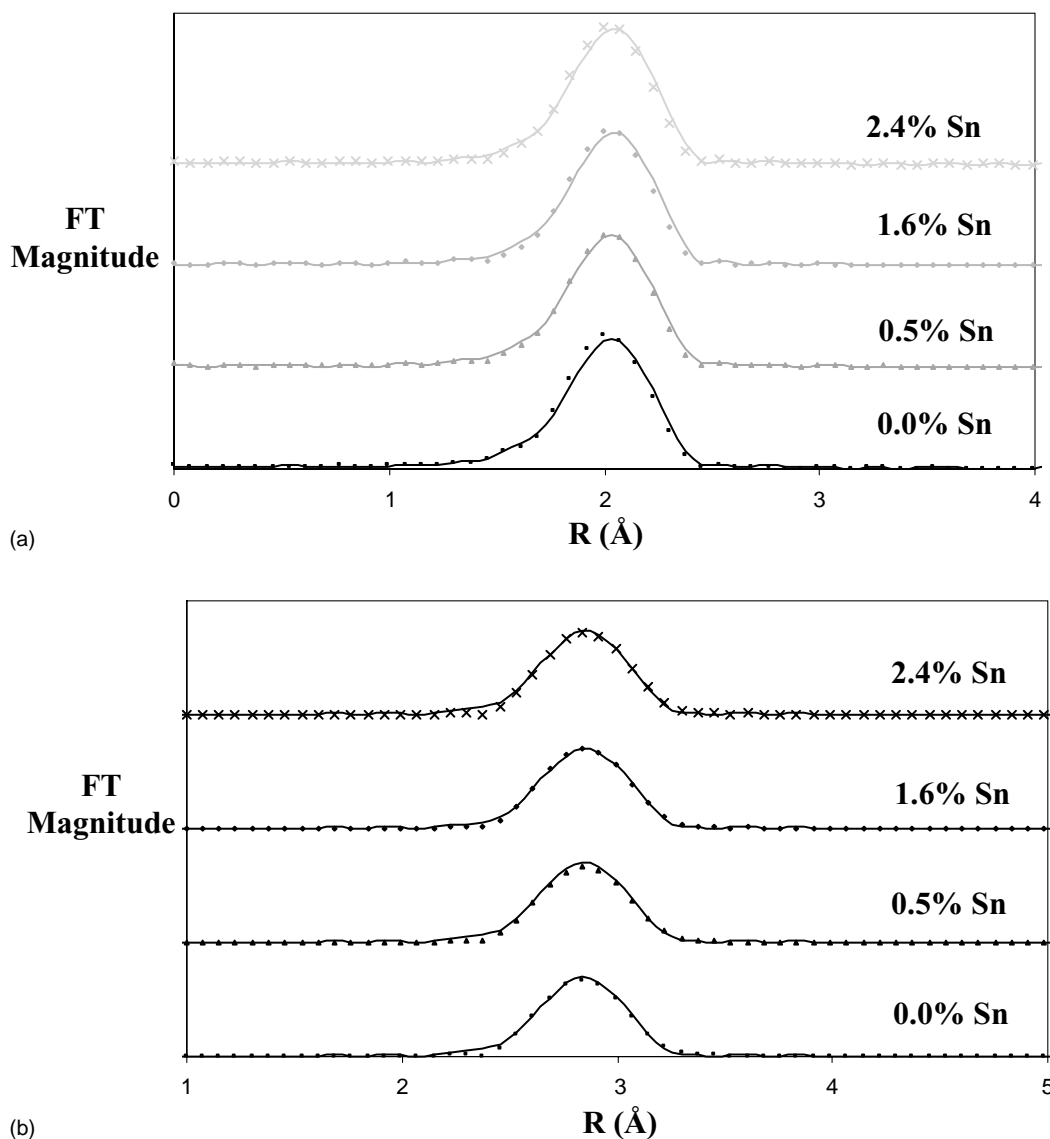 2.4% Sn
FT
Magnitude
1.6% Sn
0.5% Sn
0.0% Sn
0 1 2 3 4
R (Å)
(a)
2.4% Sn
FT
Magnitude
1.6% Sn
0.5% Sn
0.0% Sn
1 2 3 4 5
R (Å)
(b)